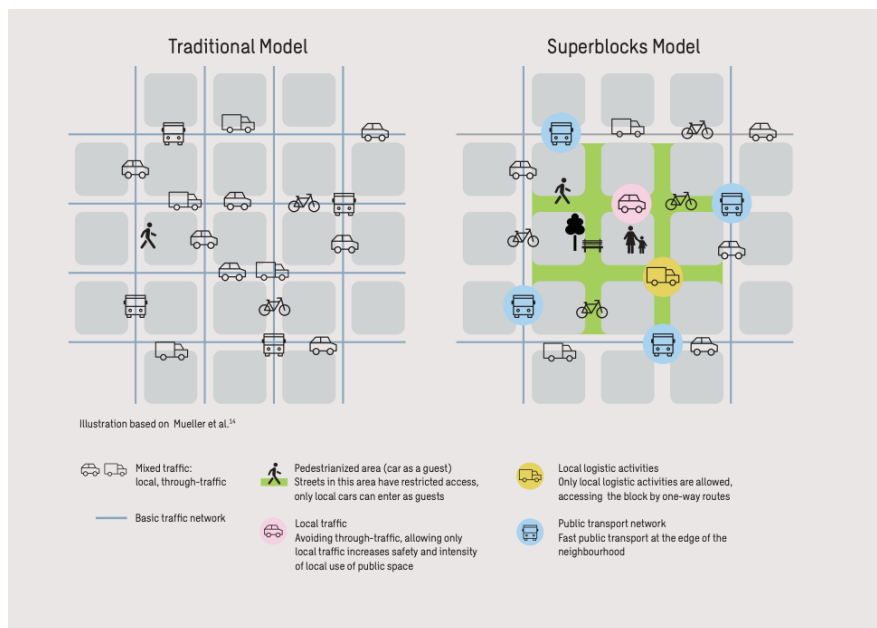 Traditional Model
Superblocks Model
Illustration based on Mueller et al.¹⁴
Mixed traffic:
local, through-traffic
Basic traffic network
Pedestrianized area (car as a guest)
Streets in this area have restricted access,
only local cars can enter as guests
Local traffic
Avoiding through-traffic, allowing only
local traffic increases safety and intensity
of local use of public space
Local logistic activities
Only local logistic activities are allowed,
accessing the block by one-way routes
Public transport network
Fast public transport at the edge of the
neighbourhood